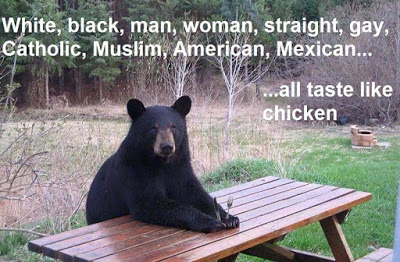 White, black, man, woman, straight, gay,
Catholic, Muslim, American, Mexican...
...all taste like
chicken